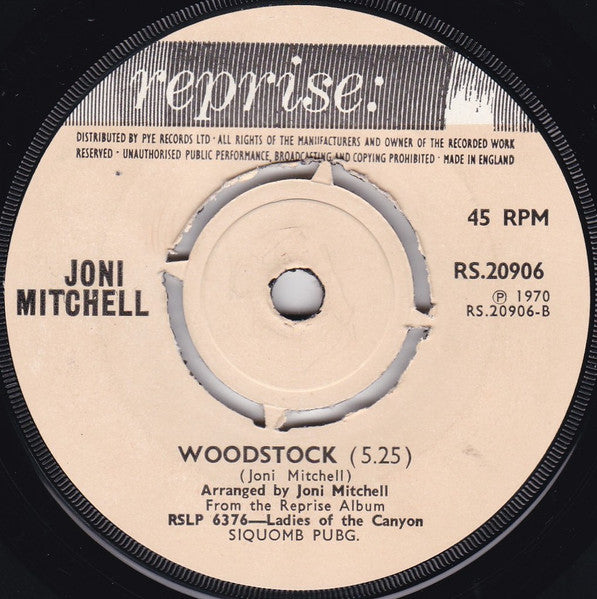 reprise:
DISTRIBUTED BY PYE RECORDS LTD · ALL RIGHTS OF THE MANUFACTURERS AND OWNER OF THE RECORDED WORK
RESERVED · UNAUTHORISED PUBLIC PERFORMANCE, BROADCASTING AND COPYING PROHIBITED · MADE IN ENGLAND
45 RPM
JONI
MITCHELL
RS.20906
℗ 1970
RS.20906-B
WOODSTOCK (5.25)
(Joni Mitchell)
Arranged by Joni Mitchell
From the Reprise Album
RSLP 6376—Ladies of the Canyon
SIQUOMB PUBG.